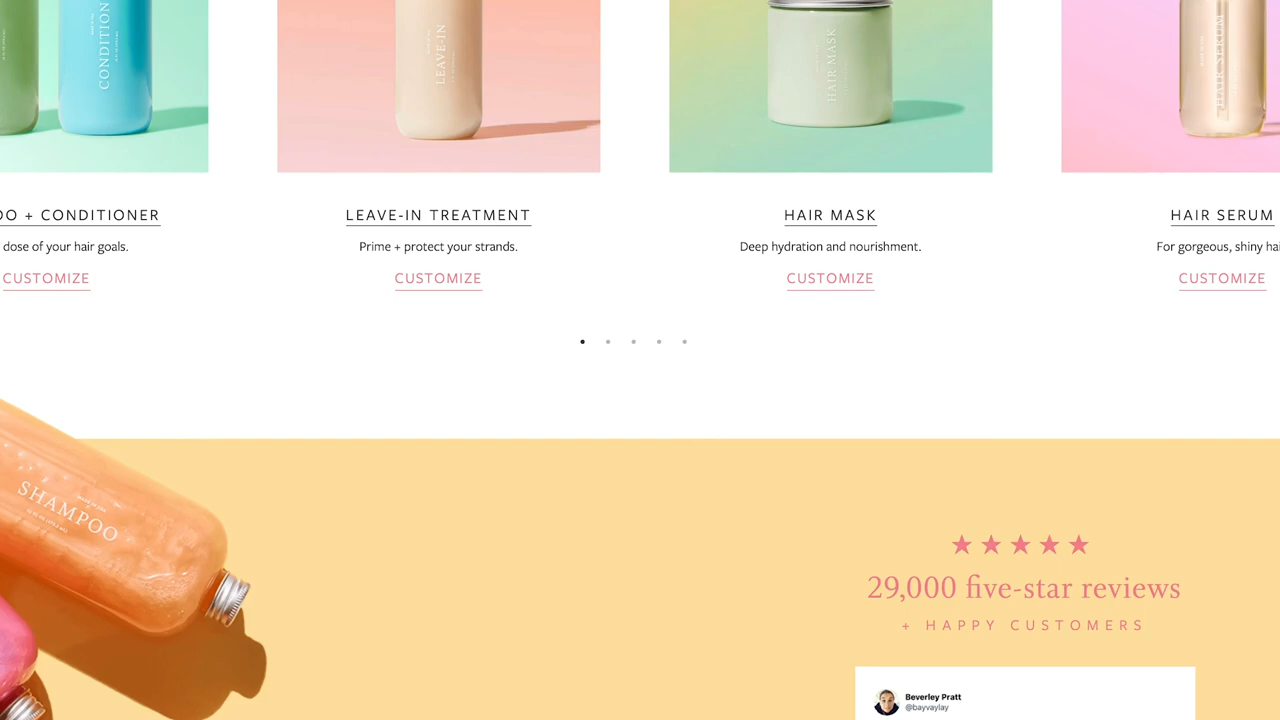 CONDITION
LEAVE-IN
HAIR MASK
HAIR SERUM
OO + CONDITIONER
dose of your hair goals.
CUSTOMIZE
LEAVE-IN TREATMENT
Prime + protect your strands.
CUSTOMIZE
HAIR MASK
Deep hydration and nourishment.
CUSTOMIZE
HAIR SERUM
For gorgeous, shiny hai
CUSTOMIZE
SHAMPOO
29,000 five-star reviews
+ HAPPY CUSTOMERS
Beverley Pratt
@bayvaylay